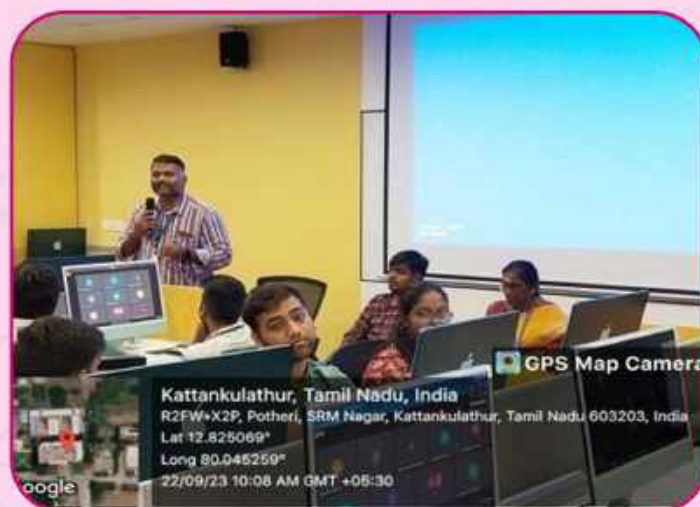 GPS Map Camera
Kattankulathur, Tamil Nadu, India
R2FW+X2P, Potheri, SRM Nagar, Kattankulathur, Tamil Nadu 603203, India
Lat 12.825069°
Long 80.045259°
22/09/23 10:08 AM GMT +05:30
oogle